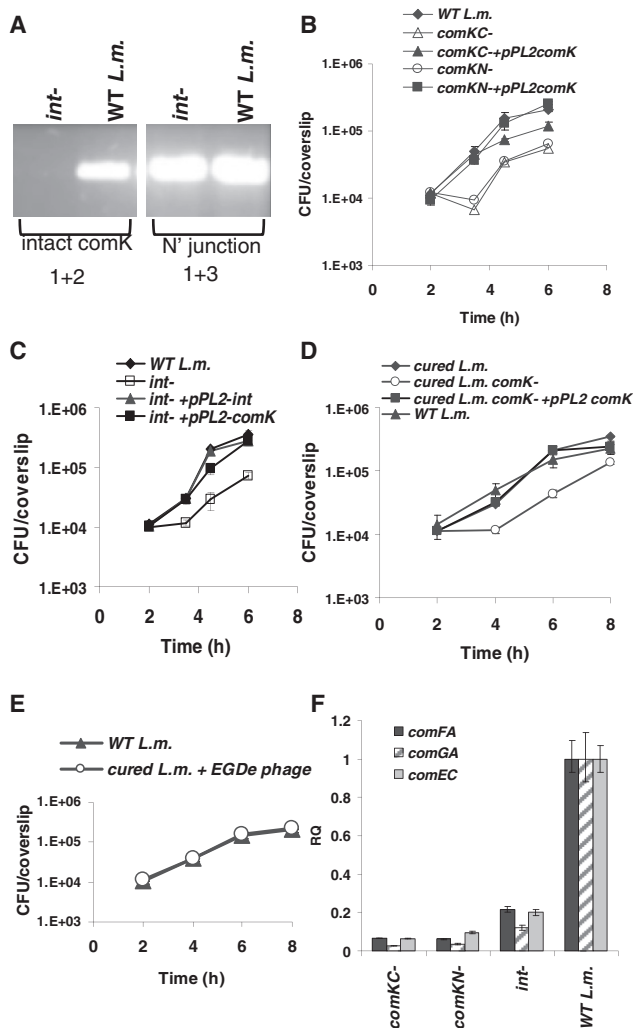 A
int-
WT L.m.
int-
WT L.m.
intact comK
N' junction
1+2
1+3
B
WT L.m.
comKC-
comKC-+pPL2comK
comKN-
comKN-+pPL2comK
CFU/coverslip
1.E+06
1.E+05
1.E+04
1.E+03
0 2 4 6 8
Time (h)
C
WT L.m.
int-
int- +pPL2-int
int- +pPL2-comK
CFU/coverslip
1.E+06
1.E+05
1.E+04
1.E+03
0 2 4 6 8
Time (h)
D
cured L.m.
cured L.m. comK-
cured L.m. comK- +pPL2 comK
WT L.m.
CFU/coverslip
1.E+06
1.E+05
1.E+04
1.E+03
0 2 4 6 8
Time (h)
E
WT L.m.
cured L.m. + EGDe phage
CFU/coverslip
1.E+06
1.E+05
1.E+04
1.E+03
0 2 4 6 8
Time (h)
F
comFA
comGA
comEC
RQ
1.2
1
0.8
0.6
0.4
0.2
0
comKC-
comKN-
int-
WT L.m.